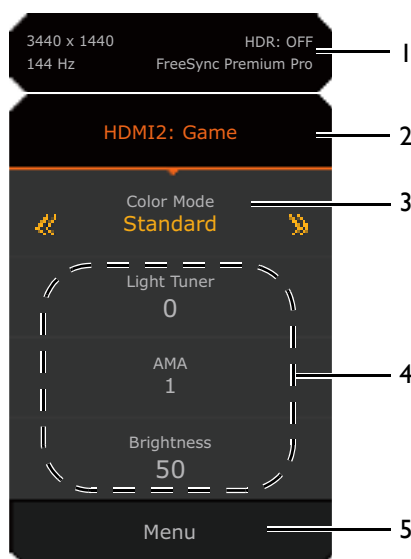 3440 x 1440 HDR: OFF
144 Hz FreeSync Premium Pro
1
HDMI2: Game
2
Color Mode
3
Standard
Light Tuner
0
AMA
1
4
Brightness
50
Menu
5